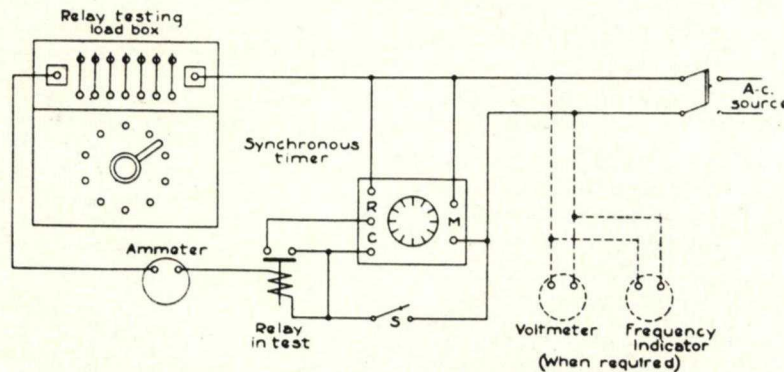 Relay testing
load box
A-c.
source
Synchronous
timer
R
C
M
Ammeter
Relay
in test
S
Voltmeter
Frequency
Indicator
(When required)